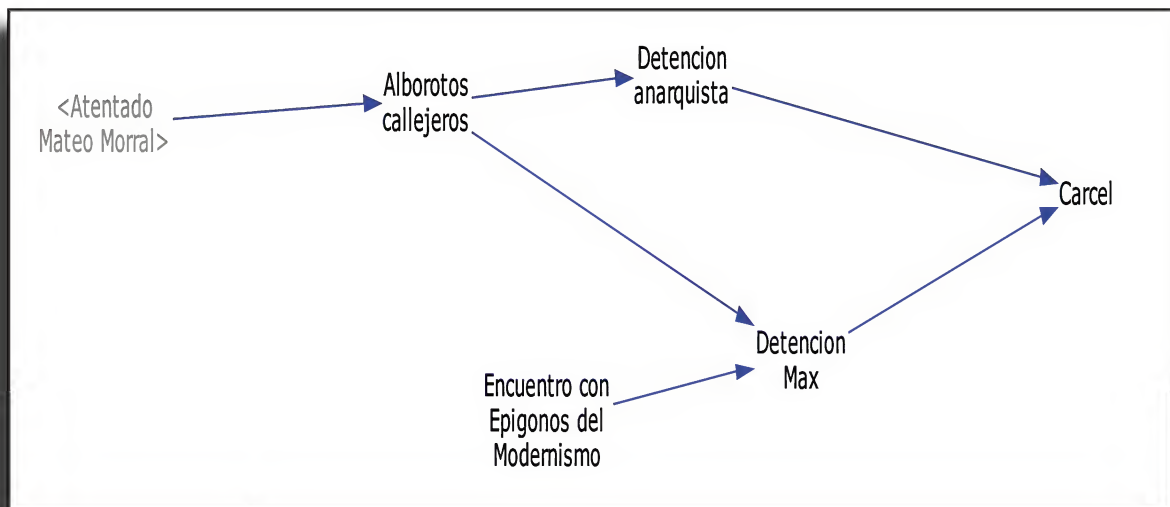 <Atentado
Mateo Morral>
Alborotos
callejeros
Detencion
anarquista
Carcel
Detencion
Max
Encuentro con
Epigonos del
Modernismo